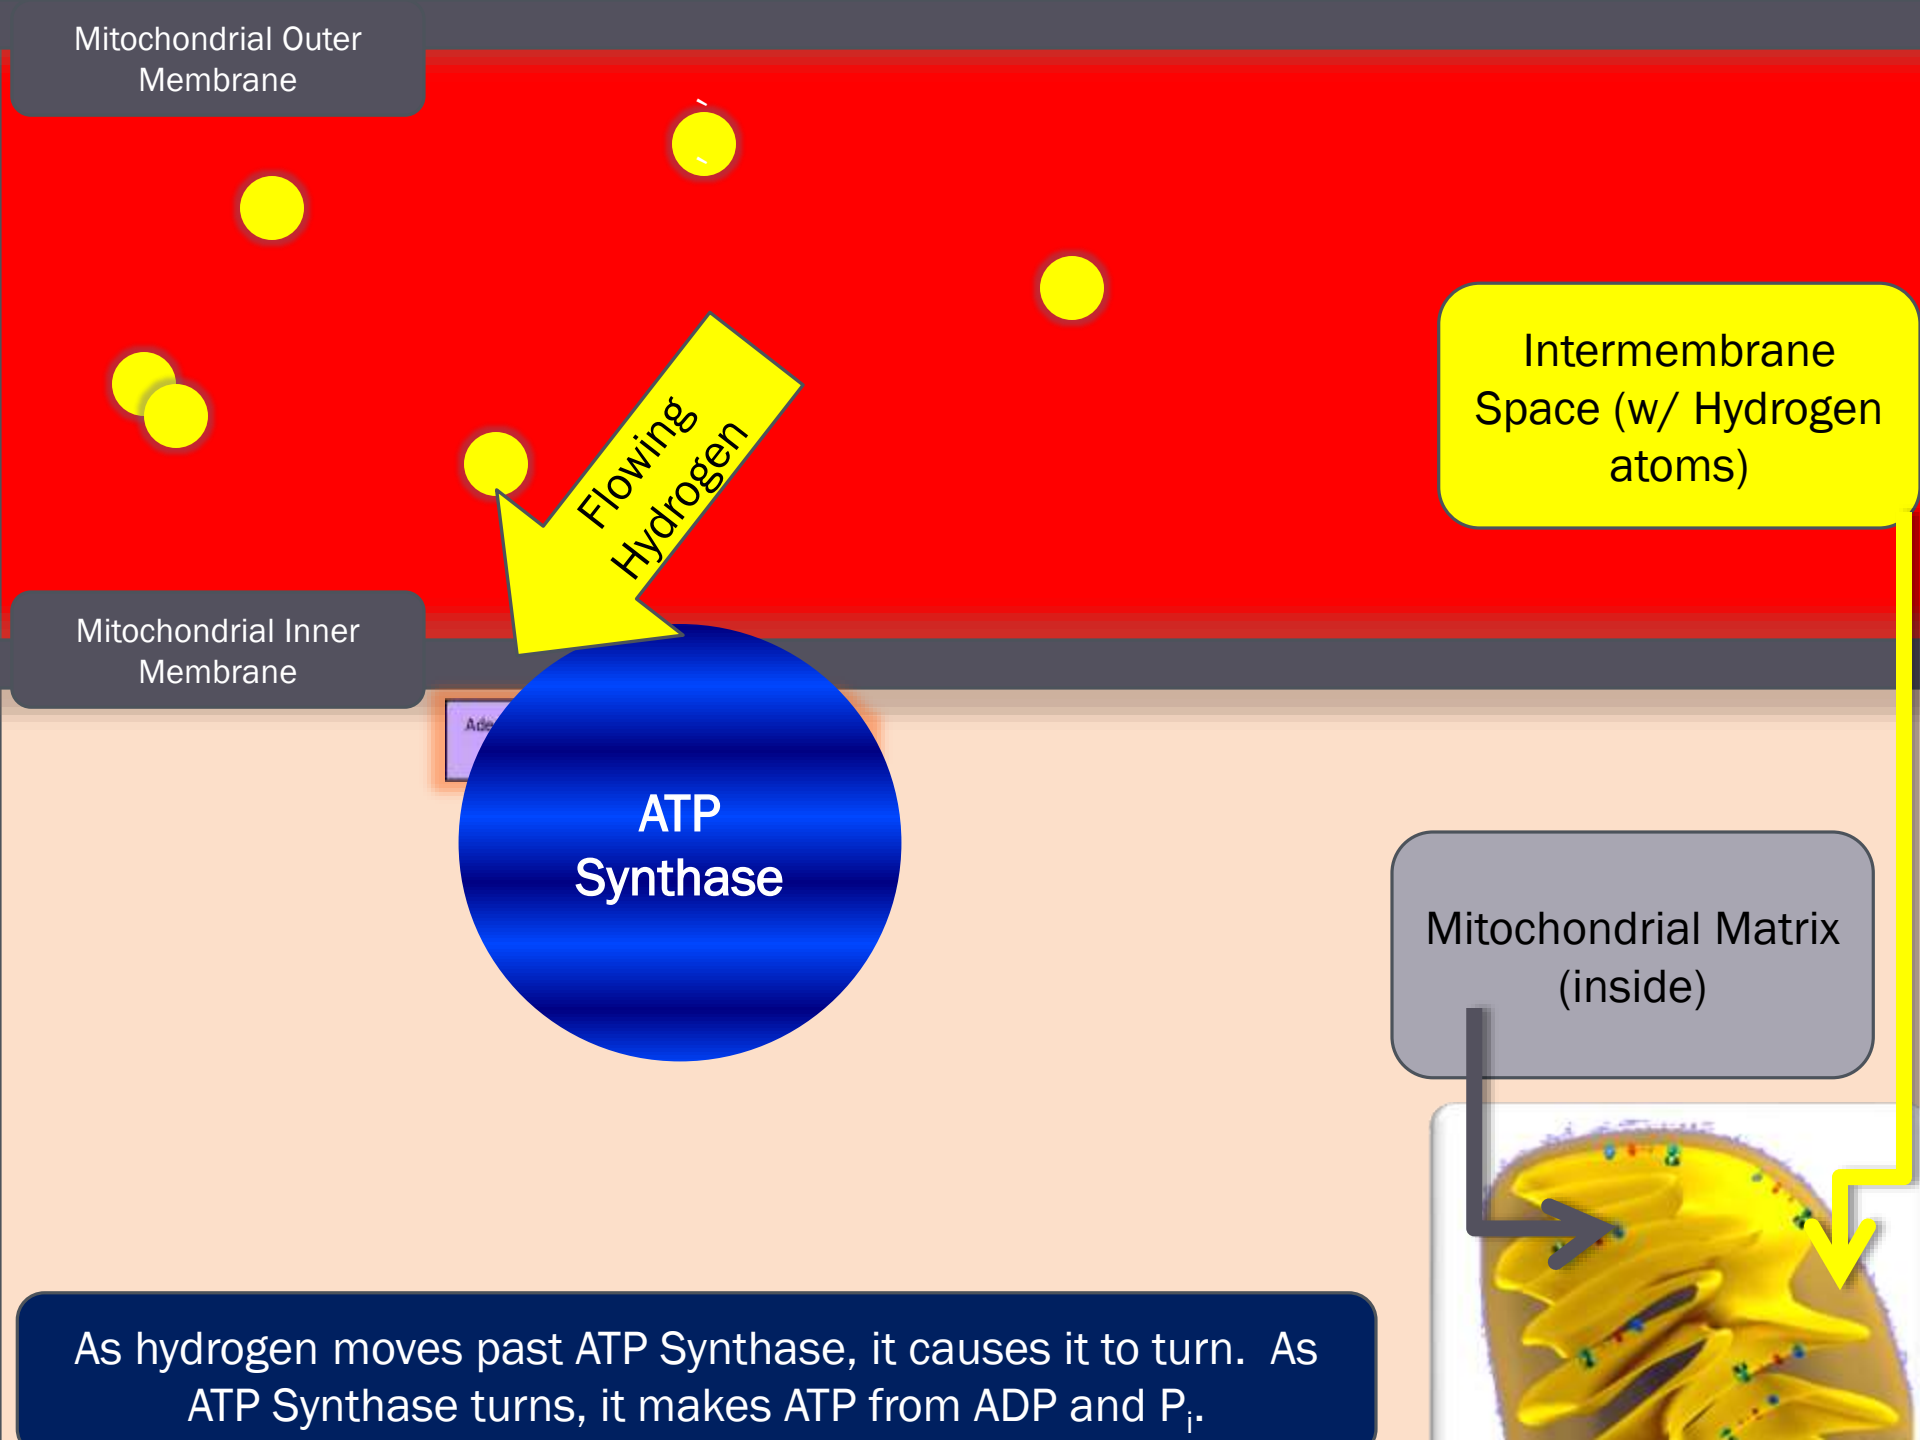 Mitochondrial Outer
Membrane
Flowing
Hydrogen
Intermembrane
Space (w/ Hydrogen
atoms)
Mitochondrial Inner
Membrane
ATP
Synthase
Mitochondrial Matrix
(inside)
As hydrogen moves past ATP Synthase, it causes it to turn. As
ATP Synthase turns, it makes ATP from ADP and Pi.